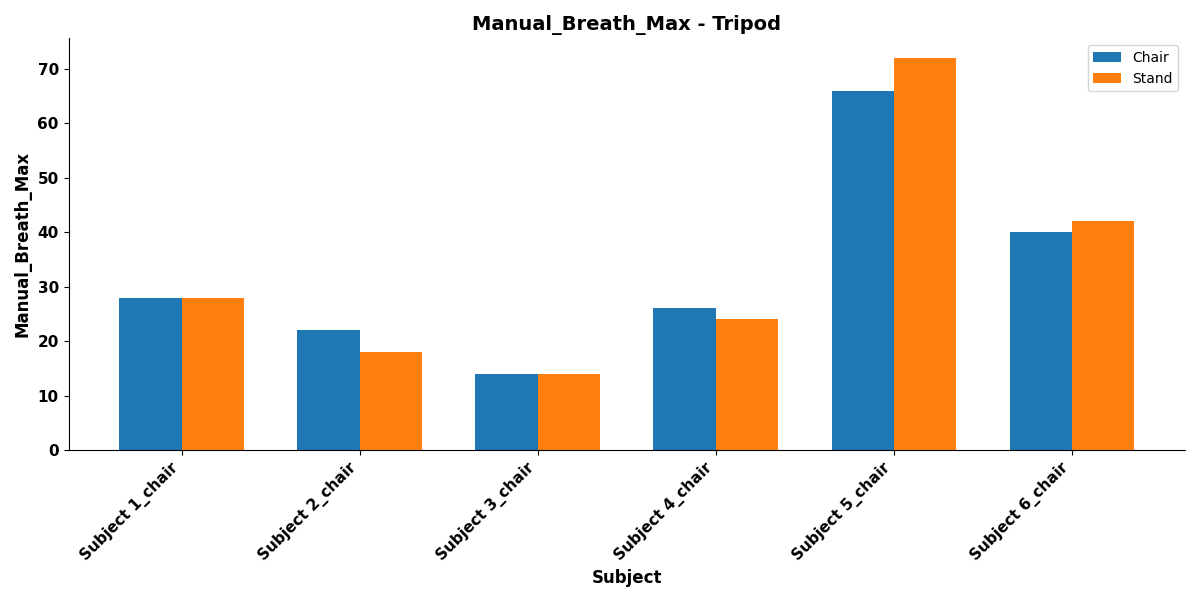 Manual_Breath_Max - Tripod
Chair
Stand
Manual_Breath_Max
70
60
50
40
30
20
10
0
Subject 1_chair
Subject 2_chair
Subject 3_chair
Subject 4_chair
Subject 5_chair
Subject 6_chair
Subject